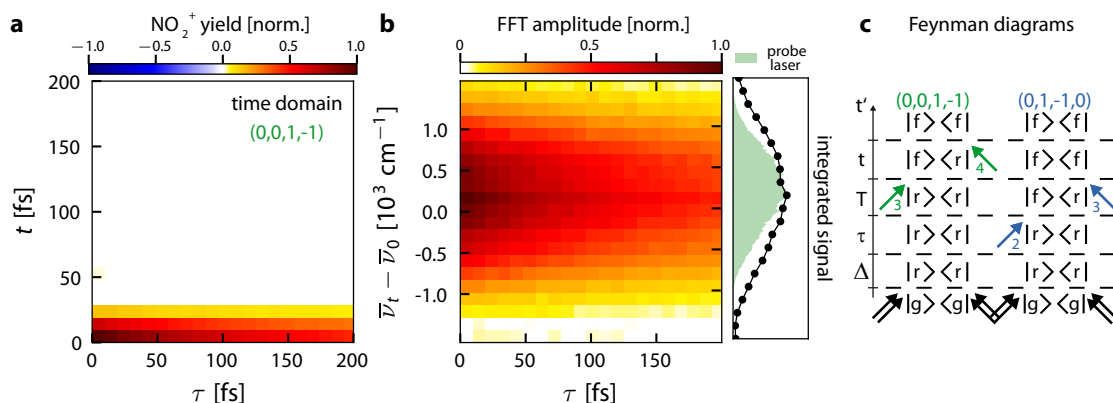 a
NO₂⁺ yield [norm.]
−1.0 −0.5 0.0 0.5 1.0
200
150
100
50
0
t [fs]
time domain
(0,0,1,-1)
0 50 100 150 200
τ [fs]
b
FFT amplitude [norm.]
0 0.5 1.0
ν̅t − ν̅0 [10³ cm⁻¹]
1.0
0.5
0.0
-0.5
-1.0
0 50 100 150
τ [fs]
probe
laser
integrated signal
c Feynman diagrams
t'
(0,0,1,-1) (0,1,-1,0)
|f><f| |f><f|
t |f><r| |f><f|
4
T |r><r| |f><r|
3 3
τ |r><r| |r><r|
2
Δ |r><r| |r><r|
|g><g| |g><g|